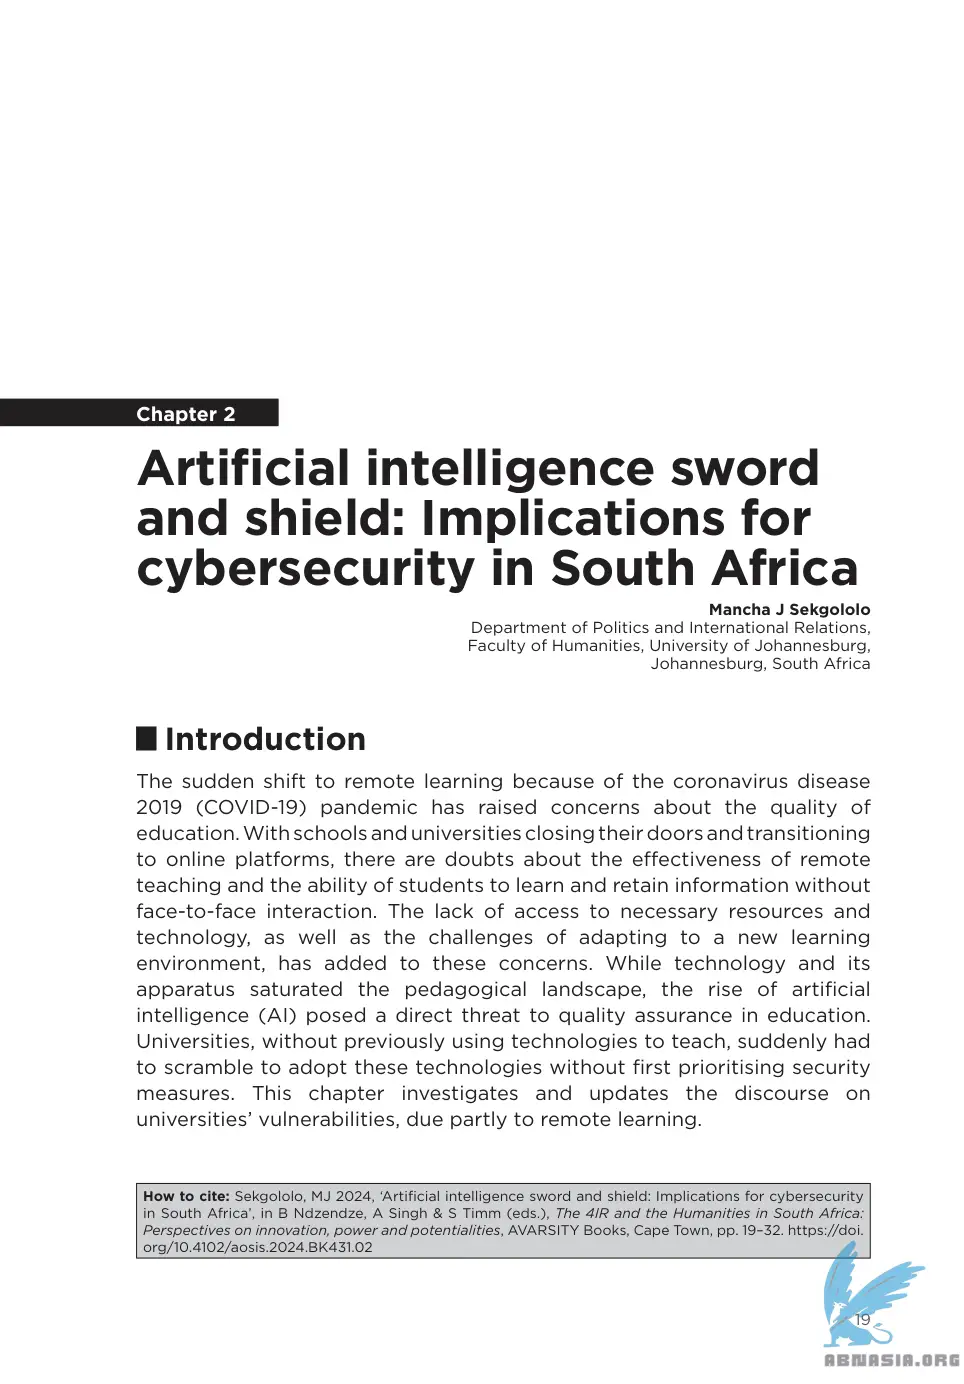 Chapter 2
Artificial intelligence sword
and shield: Implications for
cybersecurity in South Africa
Mancha J Sekgololo
Department of Politics and International Relations,
Faculty of Humanities, University of Johannesburg,
Johannesburg, South Africa
Introduction
The sudden shift to remote learning because of the coronavirus disease
2019 (COVID-19) pandemic has raised concerns about the quality of
education. With schools and universities closing their doors and transitioning
to online platforms, there are doubts about the effectiveness of remote
teaching and the ability of students to learn and retain information without
face-to-face interaction. The lack of access to necessary resources and
technology, as well as the challenges of adapting to a new learning
environment, has added to these concerns. While technology and its
apparatus saturated the pedagogical landscape, the rise of artificial
intelligence (AI) posed a direct threat to quality assurance in education.
Universities, without previously using technologies to teach, suddenly had
to scramble to adopt these technologies without first prioritising security
measures. This chapter investigates and updates the discourse on
universities’ vulnerabilities, due partly to remote learning.
How to cite: Sekgololo, MJ 2024, ‘Artificial intelligence sword and shield: Implications for cybersecurity
in South Africa’, in B Ndzendze, A Singh & S Timm (eds.), The 4IR and the Humanities in South Africa:
Perspectives on innovation, power and potentialities, AVARSITY Books, Cape Town, pp. 19–32. https://doi.
org/10.4102/aosis.2024.BK431.02
19
ABNASIA.ORG